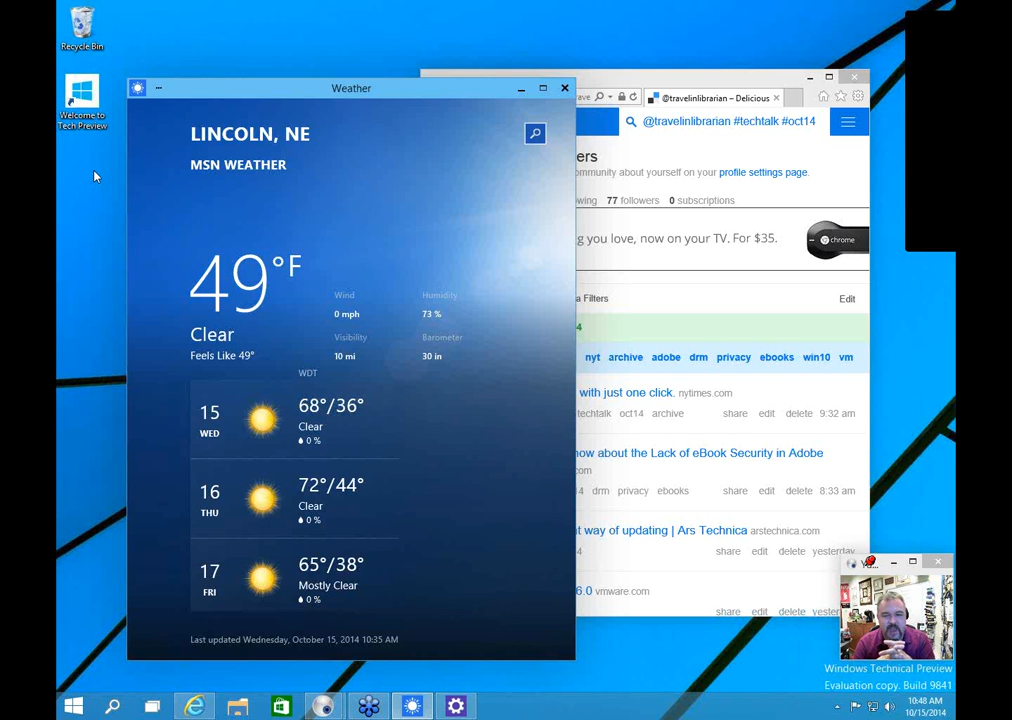 Recycle Bin
Welcome to
Tech Preview
Weather
LINCOLN, NE
MSN WEATHER
49°F
Clear
Feels Like 49°
Wind
0 mph
Humidity
73 %
Visibility
10 mi
Barometer
30 in
WDT
15
WED
68°/36°
Clear
0 %
16
THU
72°/44°
Clear
0 %
17
FRI
65°/38°
Mostly Clear
0 %
Last updated Wednesday, October 15, 2014 10:35 AM
@travelinlibrarian – Delicious
@travelinlibrarian #techtalk #oct14
ers
ommunity about yourself on your profile settings page.
wing 77 followers 0 subscriptions
g you love, now on your TV. For $35.
chrome
a Filters Edit
4
nyt archive adobe drm privacy ebooks win10 vm
with just one click. nytimes.com
techtalk oct14 archive share edit delete 9:32 am
now about the Lack of eBook Security in Adobe
.com
14 drm privacy ebooks share edit delete 8:33 am
t way of updating | Ars Technica arstechnica.com
4 share edit delete yesterday
6.0 vmware.com
share edit delete
Windows Technical Preview
Evaluation copy. Build 9841
10:48 AM
10/15/2014